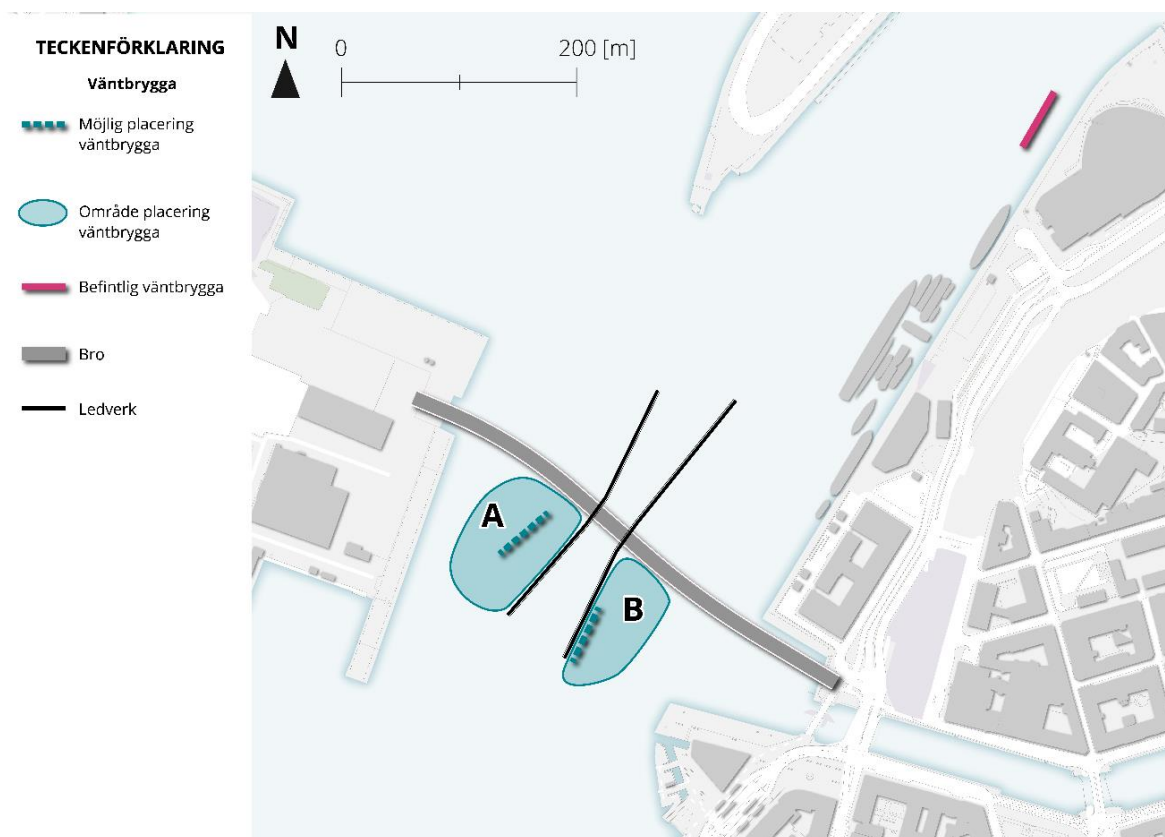 TECKENFÖRKLARING
Väntbrygga
Möjlig placering
väntbrygga
Område placering
väntbrygga
Befintlig väntbrygga
Bro
Ledverk
N
0
200 [m]
A
B